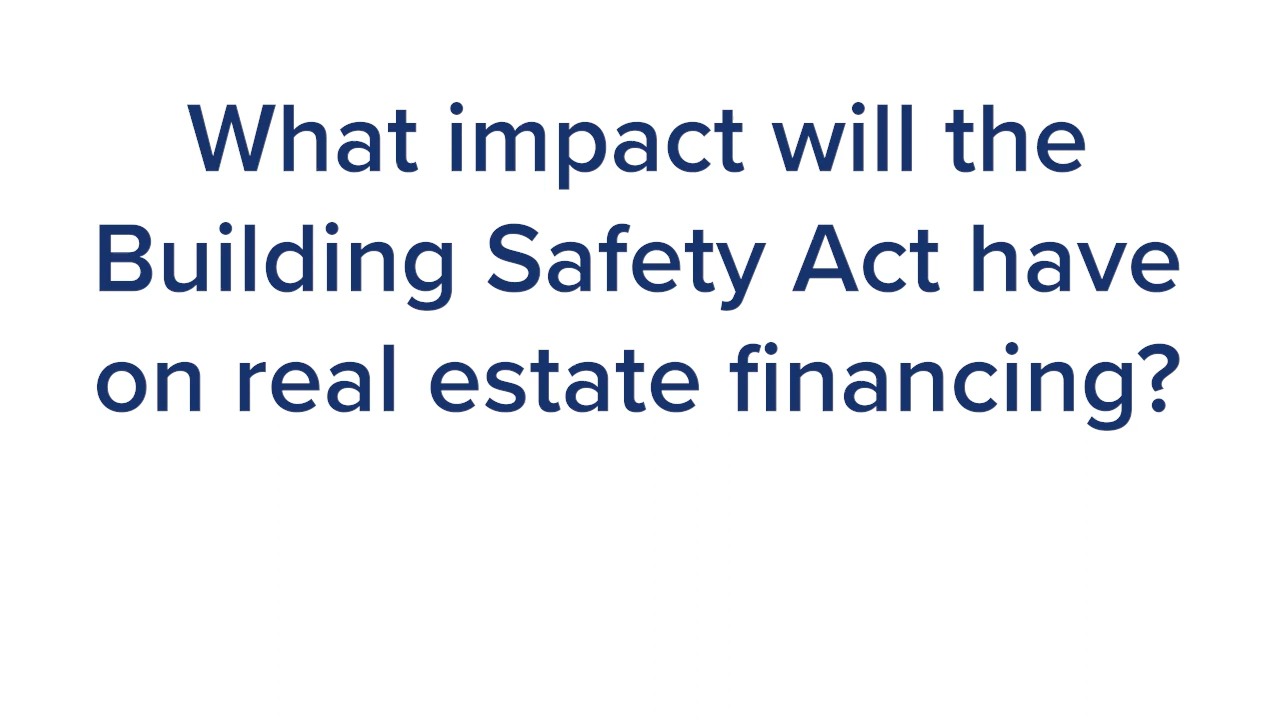 What impact will the
Building Safety Act have
on real estate financing?